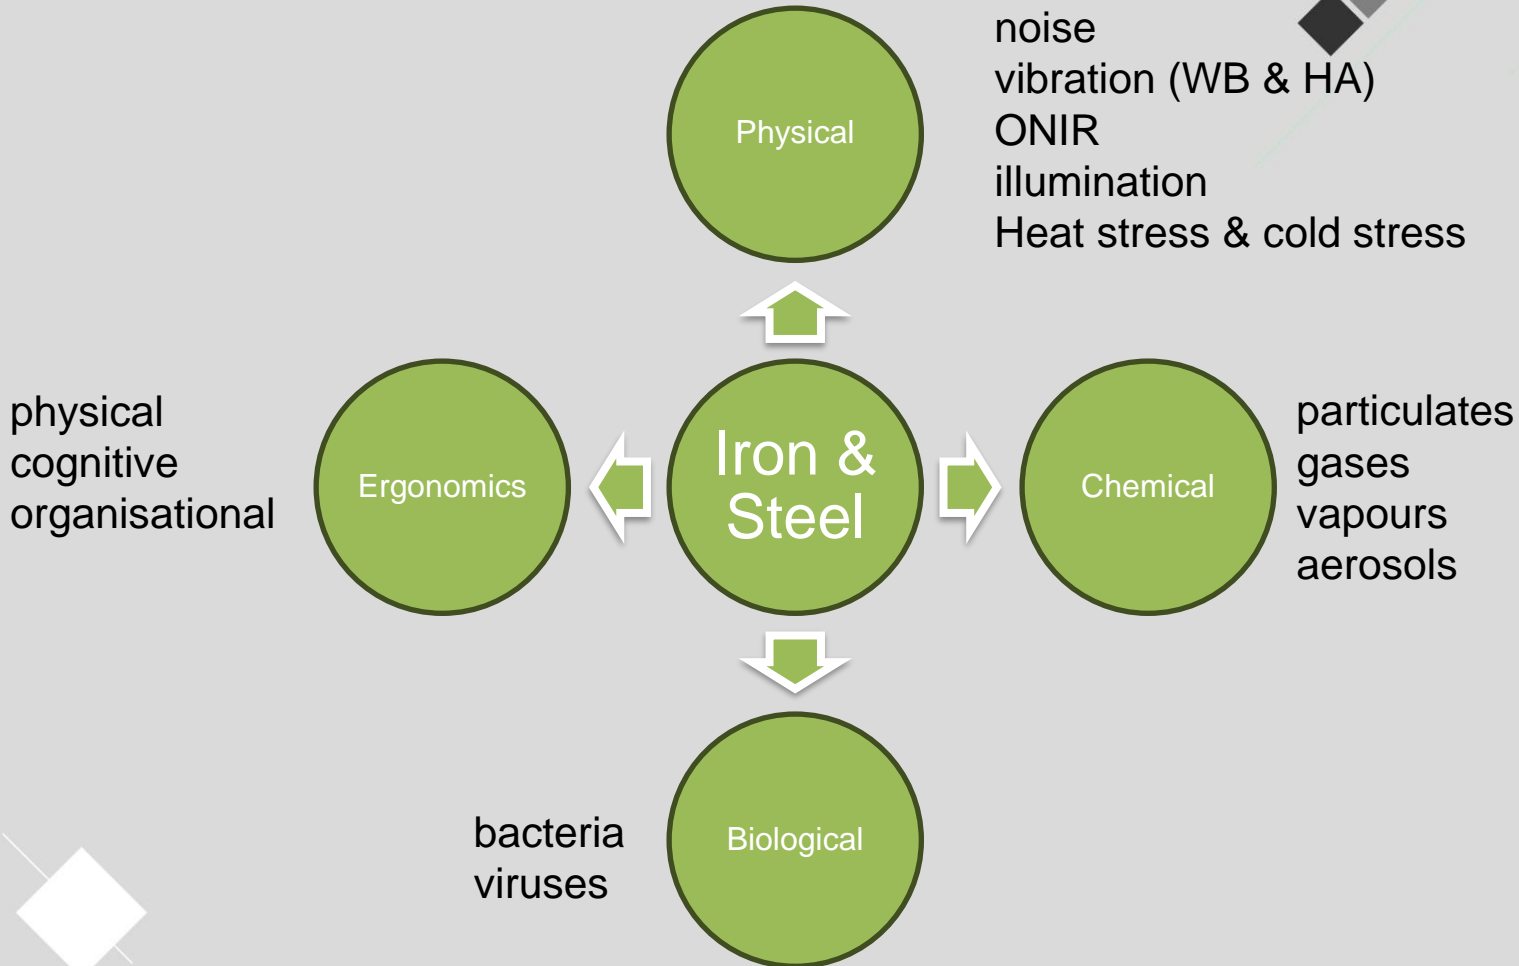 Physical
noise
vibration (WB & HA)
ONIR
illumination
Heat stress & cold stress
physical
cognitive
organisational
Ergonomics
Iron &
Steel
Chemical
particulates
gases
vapours
aerosols
bacteria
viruses
Biological